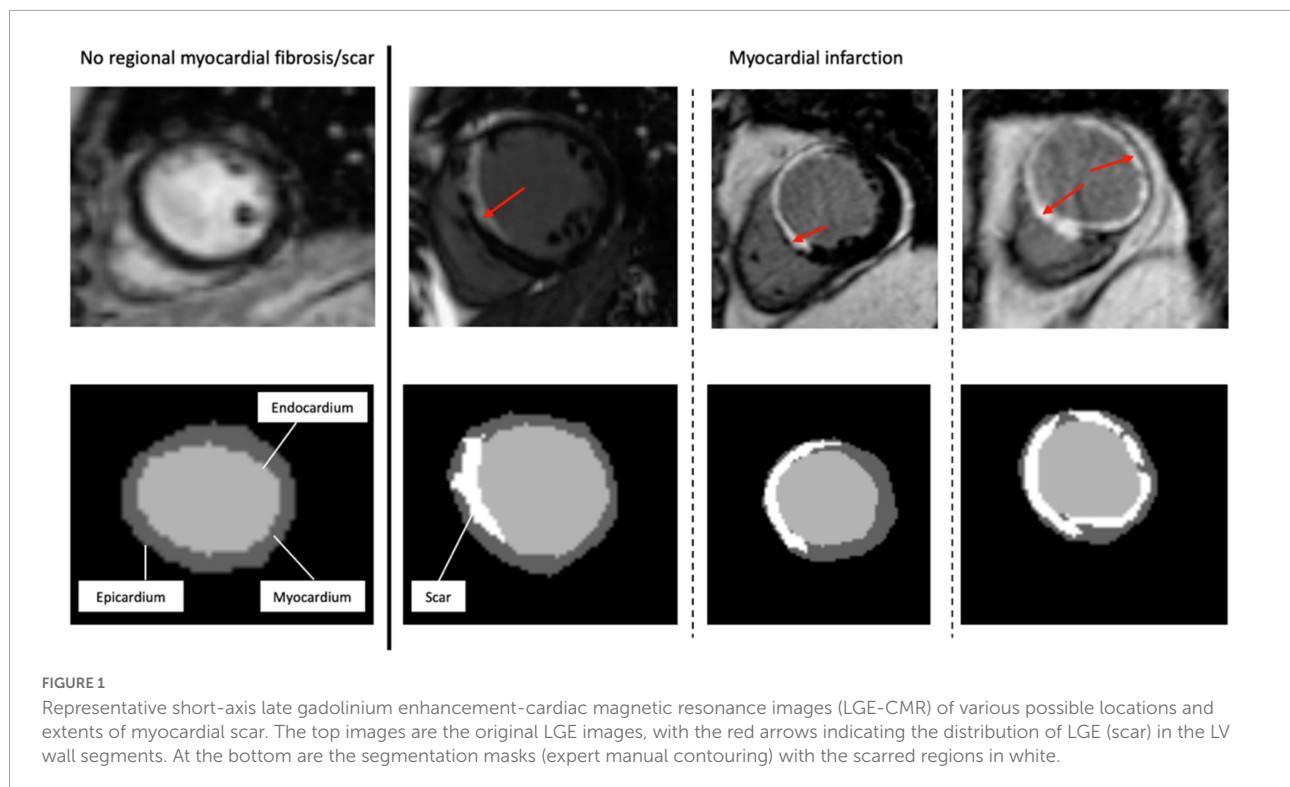 No regional myocardial fibrosis/scar
Myocardial infarction
Endocardium
Epicardium
Myocardium
Scar
FIGURE 1
Representative short-axis late gadolinium enhancement-cardiac magnetic resonance images (LGE-CMR) of various possible locations and
extents of myocardial scar. The top images are the original LGE images, with the red arrows indicating the distribution of LGE (scar) in the LV
wall segments. At the bottom are the segmentation masks (expert manual contouring) with the scarred regions in white.